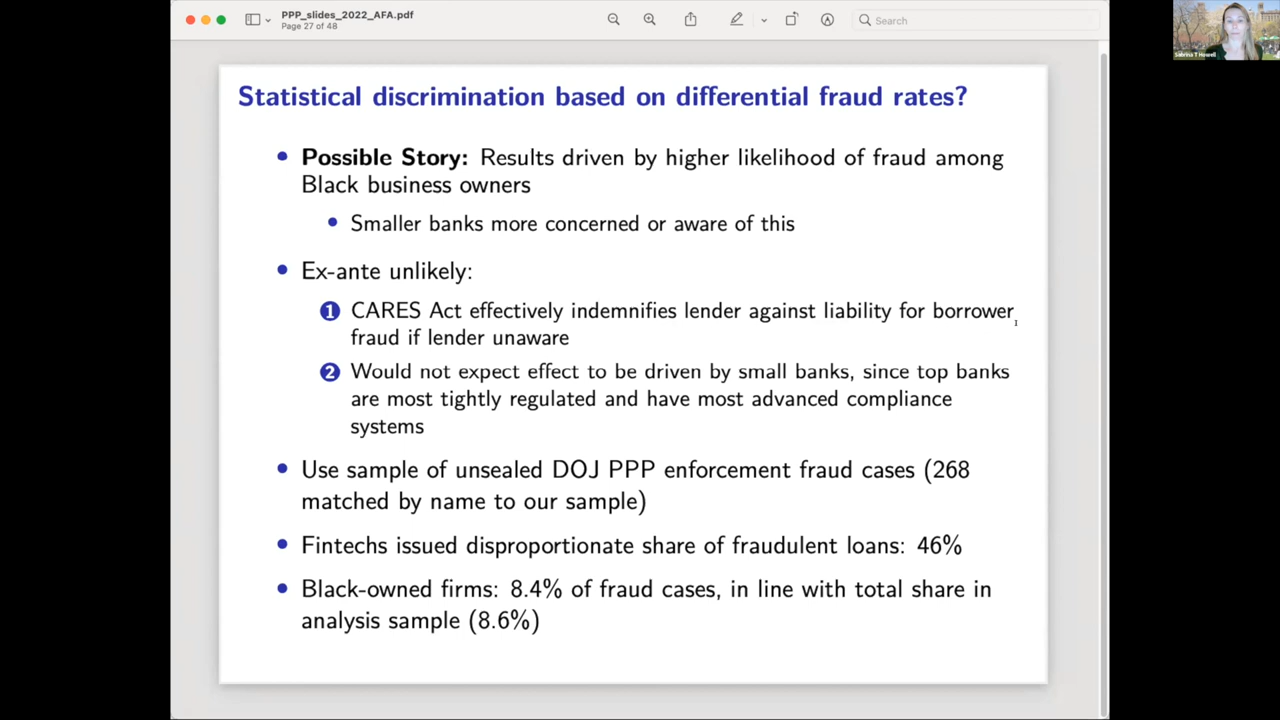 PPP_slides_2022_AFA.pdf
Page 27 of 48
Search
Sabrina T Howell
Statistical discrimination based on differential fraud rates?
Possible Story: Results driven by higher likelihood of fraud among
Black business owners
Smaller banks more concerned or aware of this
Ex-ante unlikely:
1 CARES Act effectively indemnifies lender against liability for borrower
fraud if lender unaware
2 Would not expect effect to be driven by small banks, since top banks
are most tightly regulated and have most advanced compliance
systems
Use sample of unsealed DOJ PPP enforcement fraud cases (268
matched by name to our sample)
Fintechs issued disproportionate share of fraudulent loans: 46%
Black-owned firms: 8.4% of fraud cases, in line with total share in
analysis sample (8.6%)